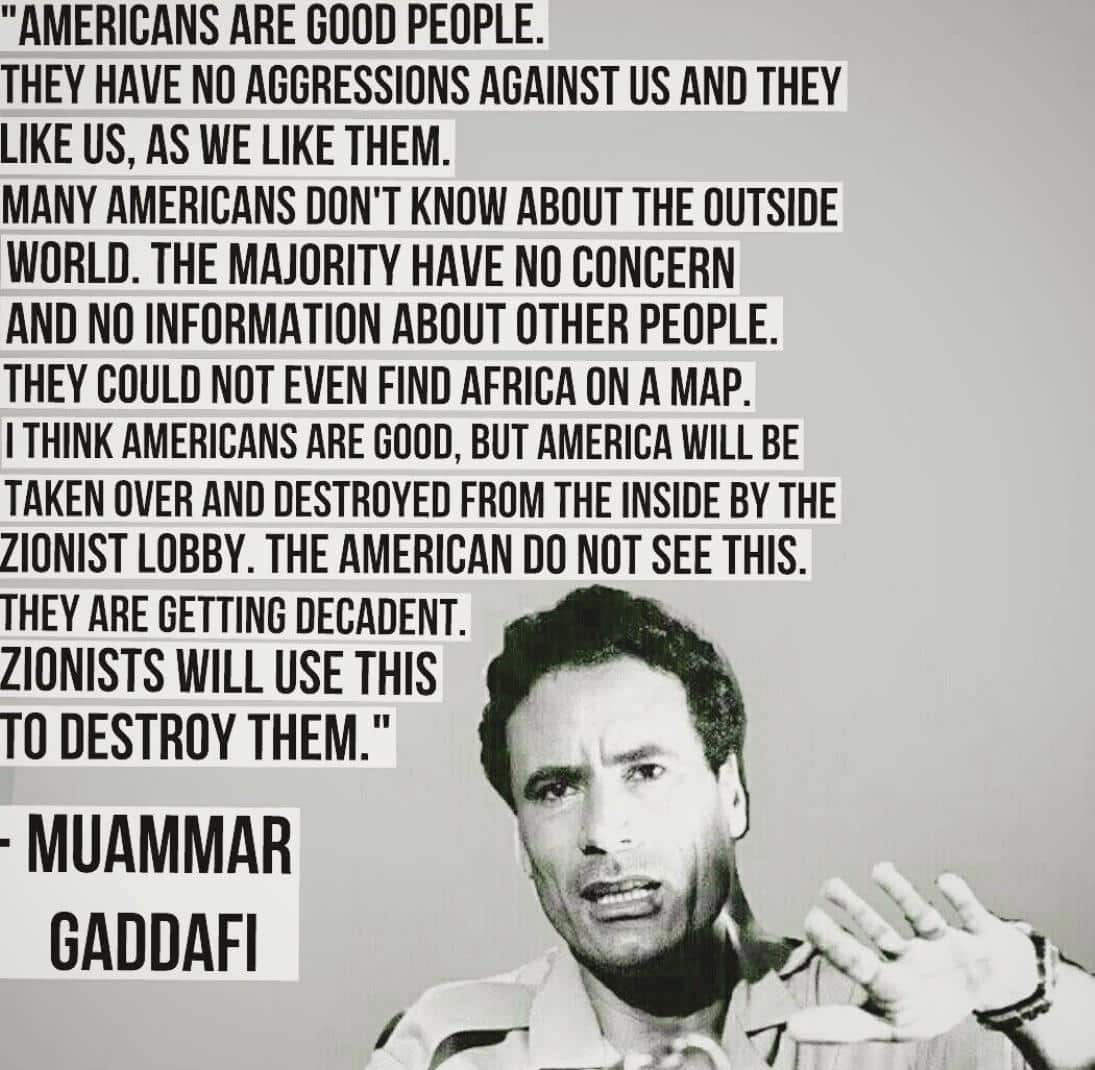 "AMERICANS ARE GOOD PEOPLE.
THEY HAVE NO AGGRESSIONS AGAINST US AND THEY
LIKE US, AS WE LIKE THEM.
MANY AMERICANS DON'T KNOW ABOUT THE OUTSIDE
WORLD. THE MAJORITY HAVE NO CONCERN
AND NO INFORMATION ABOUT OTHER PEOPLE.
THEY COULD NOT EVEN FIND AFRICA ON A MAP.
I THINK AMERICANS ARE GOOD, BUT AMERICA WILL BE
TAKEN OVER AND DESTROYED FROM THE INSIDE BY THE
ZIONIST LOBBY. THE AMERICAN DO NOT SEE THIS.
THEY ARE GETTING DECADENT.
ZIONISTS WILL USE THIS
TO DESTROY THEM."
- MUAMMAR
GADDAFI